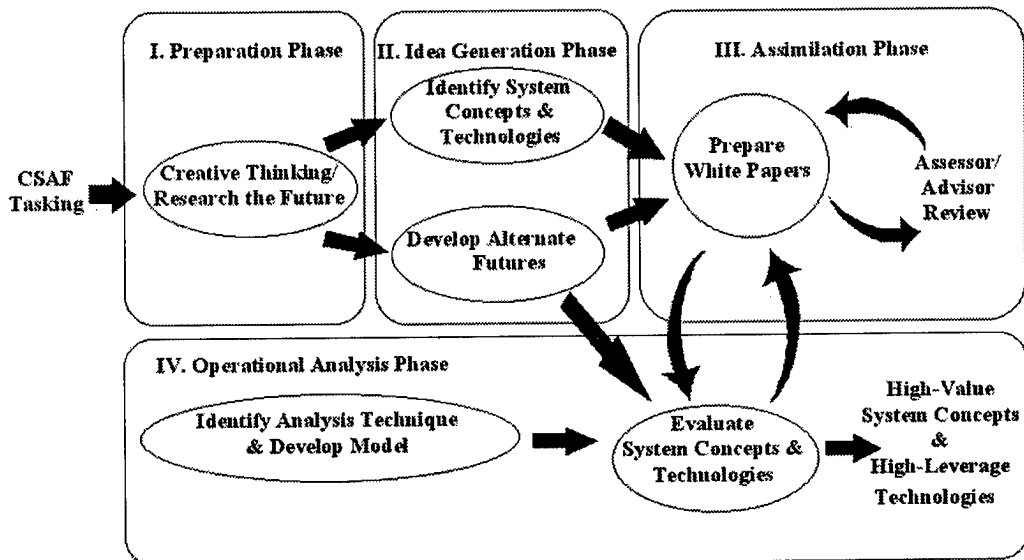 I. Preparation Phase
II. Idea Generation Phase
III. Assimilation Phase
CSAF
Tasking
Creative Thinking/
Research the Future
Identify System
Concepts &
Technologies
Develop Alternate
Futures
Prepare
White Papers
Assessor/
Advisor
Review
IV. Operational Analysis Phase
Identify Analysis Technique
& Develop Model
Evaluate
System Concepts &
Technologies
High-Value
System Concepts
&
High-Leverage
Technologies